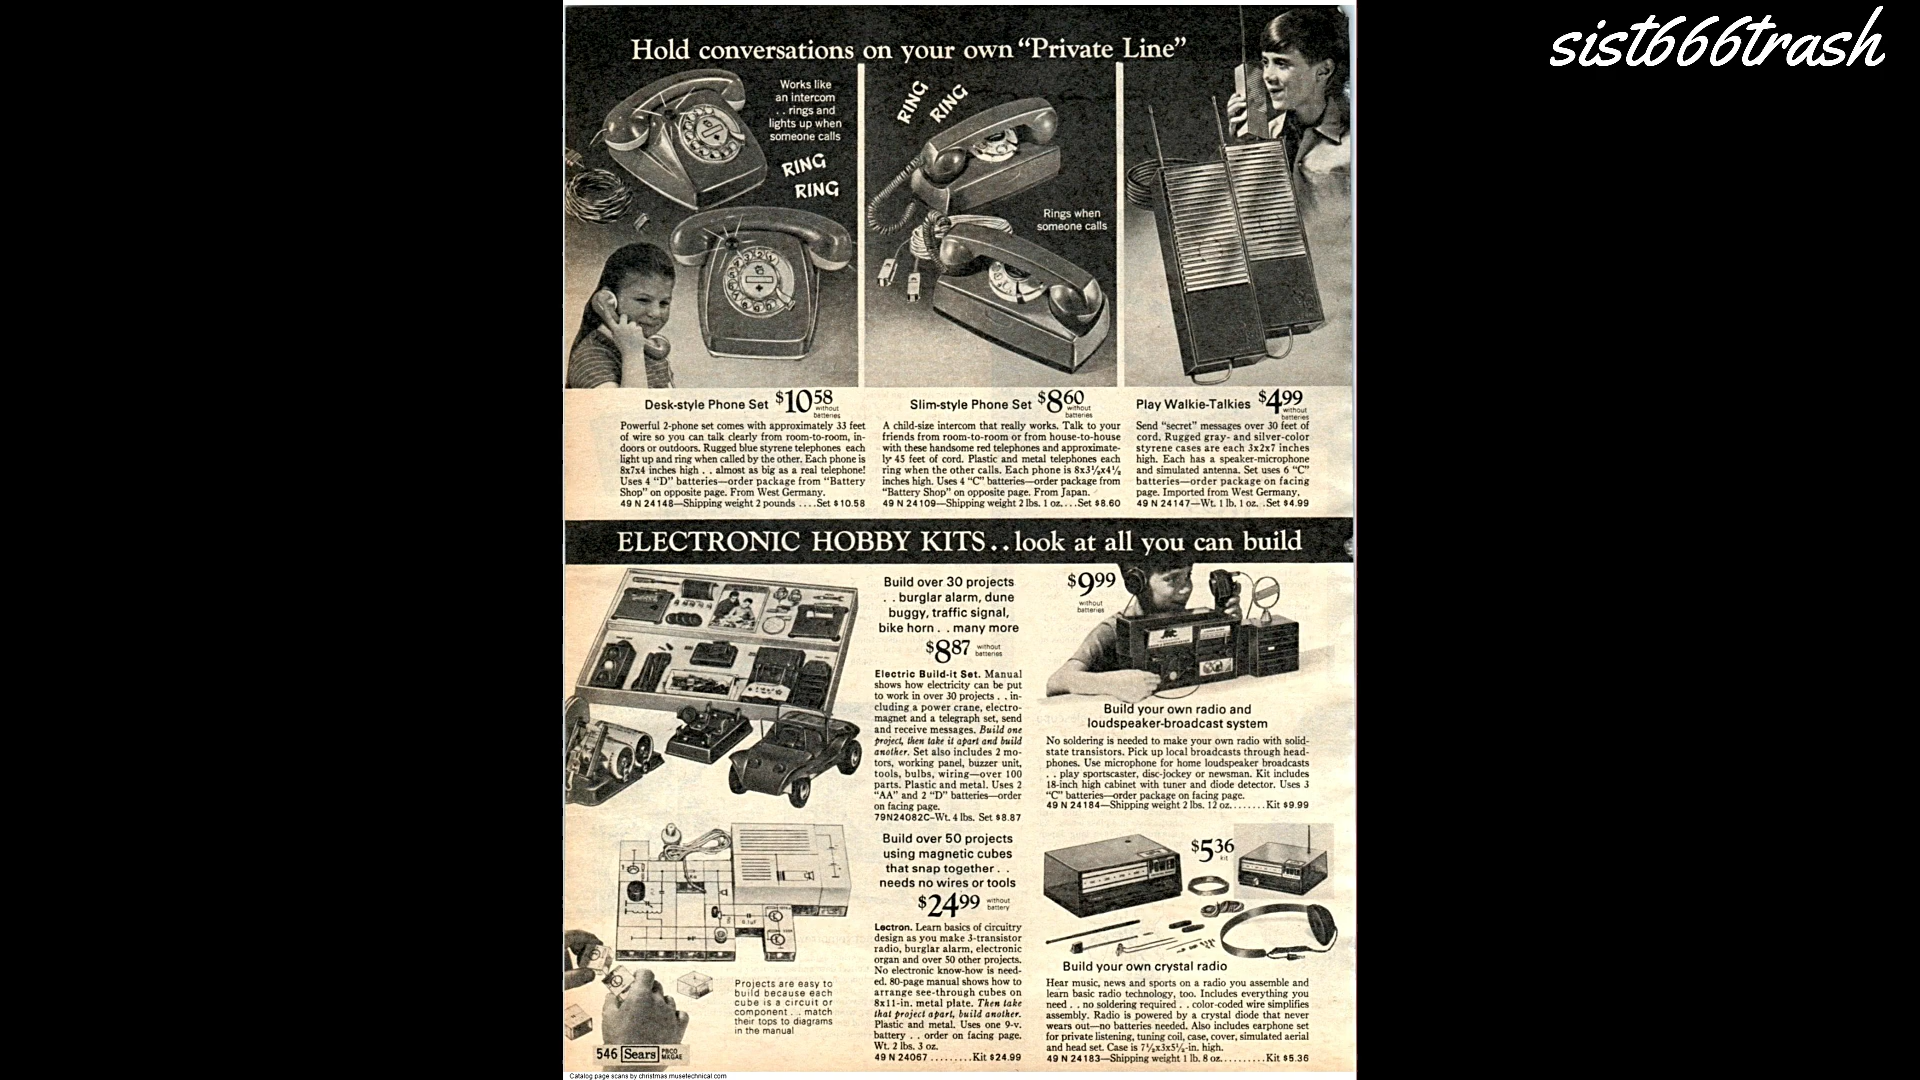 sist666trash
Hold conversations on your own “Private Line”
Works like
an intercom
. . rings and
lights up when
someone calls
RING
RING
RING
RING
Rings when
someone calls
Desk-style Phone Set $10.58 without
batteries
Powerful 2-phone set comes with approximately 33 feet
of wire so you can talk clearly from room-to-room, in-
doors or outdoors. Rugged blue styrene telephones each
light up and ring when called by the other. Each phone is
8x7x4 inches high . . almost as big as a real telephone!
Uses 4 “D” batteries—order package from “Battery
Shop” on opposite page. From West Germany.
49 N 24148—Shipping weight 2 pounds ....Set $10.58
Slim-style Phone Set $8.60 without
batteries
A child-size intercom that really works. Talk to your
friends from room-to-room or from house-to-house
with these handsome red telephones and approximate-
ly 45 feet of cord. Plastic and metal telephones each
ring when the other calls. Each phone is 8x3½x4½
inches high. Uses 4 “C” batteries—order package from
“Battery Shop” on opposite page. From Japan.
49 N 24109—Shipping weight 2 lbs. 1 oz....Set $8.60
Play Walkie-Talkies $4.99 without
batteries
Send “secret” messages over 30 feet of
cord. Rugged gray- and silver-color
styrene cases are each 3x2x7 inches
high. Each has a speaker-microphone
and simulated antenna. Set uses 6 “C”
batteries—order package on facing
page. Imported from West Germany.
49 N 24147—Wt. 1 lb. 1 oz. .Set $4.99
ELECTRONIC HOBBY KITS . . look at all you can build
Build over 30 projects
. . burglar alarm, dune
buggy, traffic signal,
bike horn . . many more
$8.87 without
batteries
Electric Build-it Set. Manual
shows how electricity can be put
to work in over 30 projects . . in-
cluding a power crane, electro-
magnet and a telegraph set, send
and receive messages. Build one
project, then take it apart and build
another. Set also includes 2 mo-
tors, working panel, buzzer unit,
tools, bulbs, wiring—over 100
parts. Plastic and metal. Uses 2
“AA” and 2 “D” batteries—order
on facing page.
79N24082C–Wt. 4 lbs. Set $8.87
$9.99
without
batteries
Build your own radio and
loudspeaker-broadcast system
No soldering is needed to make your own radio with solid-
state transistors. Pick up local broadcasts through head-
phones. Use microphone for home loudspeaker broadcasts
. . play sportscaster, disc-jockey or newsman. Kit includes
18-inch high cabinet with tuner and diode detector. Uses 3
“C” batteries—order package on facing page.
49 N 24184—Shipping weight 2 lbs. 12 oz........Kit $9.99
Build over 50 projects
using magnetic cubes
that snap together . .
needs no wires or tools
$24.99 without
battery
Lectron. Learn basics of circuitry
design as you make 3-transistor
radio, burglar alarm, electronic
organ and over 50 other projects.
No electronic know-how is need-
ed. 80-page manual shows how to
arrange see-through cubes on
8x11-in. metal plate. Then take
that project apart, build another.
Plastic and metal. Uses one 9-v.
battery . . order on facing page.
Wt. 2 lbs. 3 oz.
49 N 24067 .........Kit $24.99
Projects are easy to
build because each
cube is a circuit or
component . . match
their tops to diagrams
in the manual
$5.36
kit
POWER
Build your own crystal radio
Hear music, news and sports on a radio you assemble and
learn basic radio technology, too. Includes everything you
need . . no soldering required . . color-coded wire simplifies
assembly. Radio is powered by a crystal diode that never
wears out—no batteries needed. Also includes earphone set
for private listening, tuning coil, case, cover, simulated aerial
and head set. Case is 7½x3x5½-in. high.
49 N 24183—Shipping weight 1 lb. 8 oz..........Kit $5.36
546 Sears
Catalog page scans by christmas.musetechnical.com